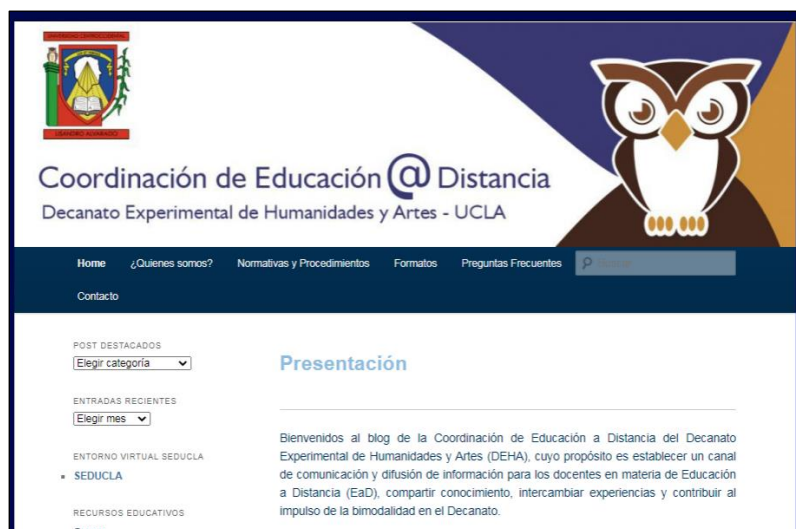 UNIVERSIDAD CENTROCCIDENTAL
LISANDRO ALVARADO
Coordinación de Educación @ Distancia
Decanato Experimental de Humanidades y Artes - UCLA
Home ¿Quienes somos? Normativas y Procedimientos Formatos Preguntas Frecuentes
Contacto
POST DESTACADOS
Elegir categoría
ENTRADAS RECIENTES
Elegir mes
ENTORNO VIRTUAL SEDUCLA
SEDUCLA
RECURSOS EDUCATIVOS
Presentación
Bienvenidos al blog de la Coordinación de Educación a Distancia del Decanato
Experimental de Humanidades y Artes (DEHA), cuyo propósito es establecer un canal
de comunicación y difusión de información para los docentes en materia de Educación
a Distancia (EaD), compartir conocimiento, intercambiar experiencias y contribuir al
impulso de la bimodalidad en el Decanato.